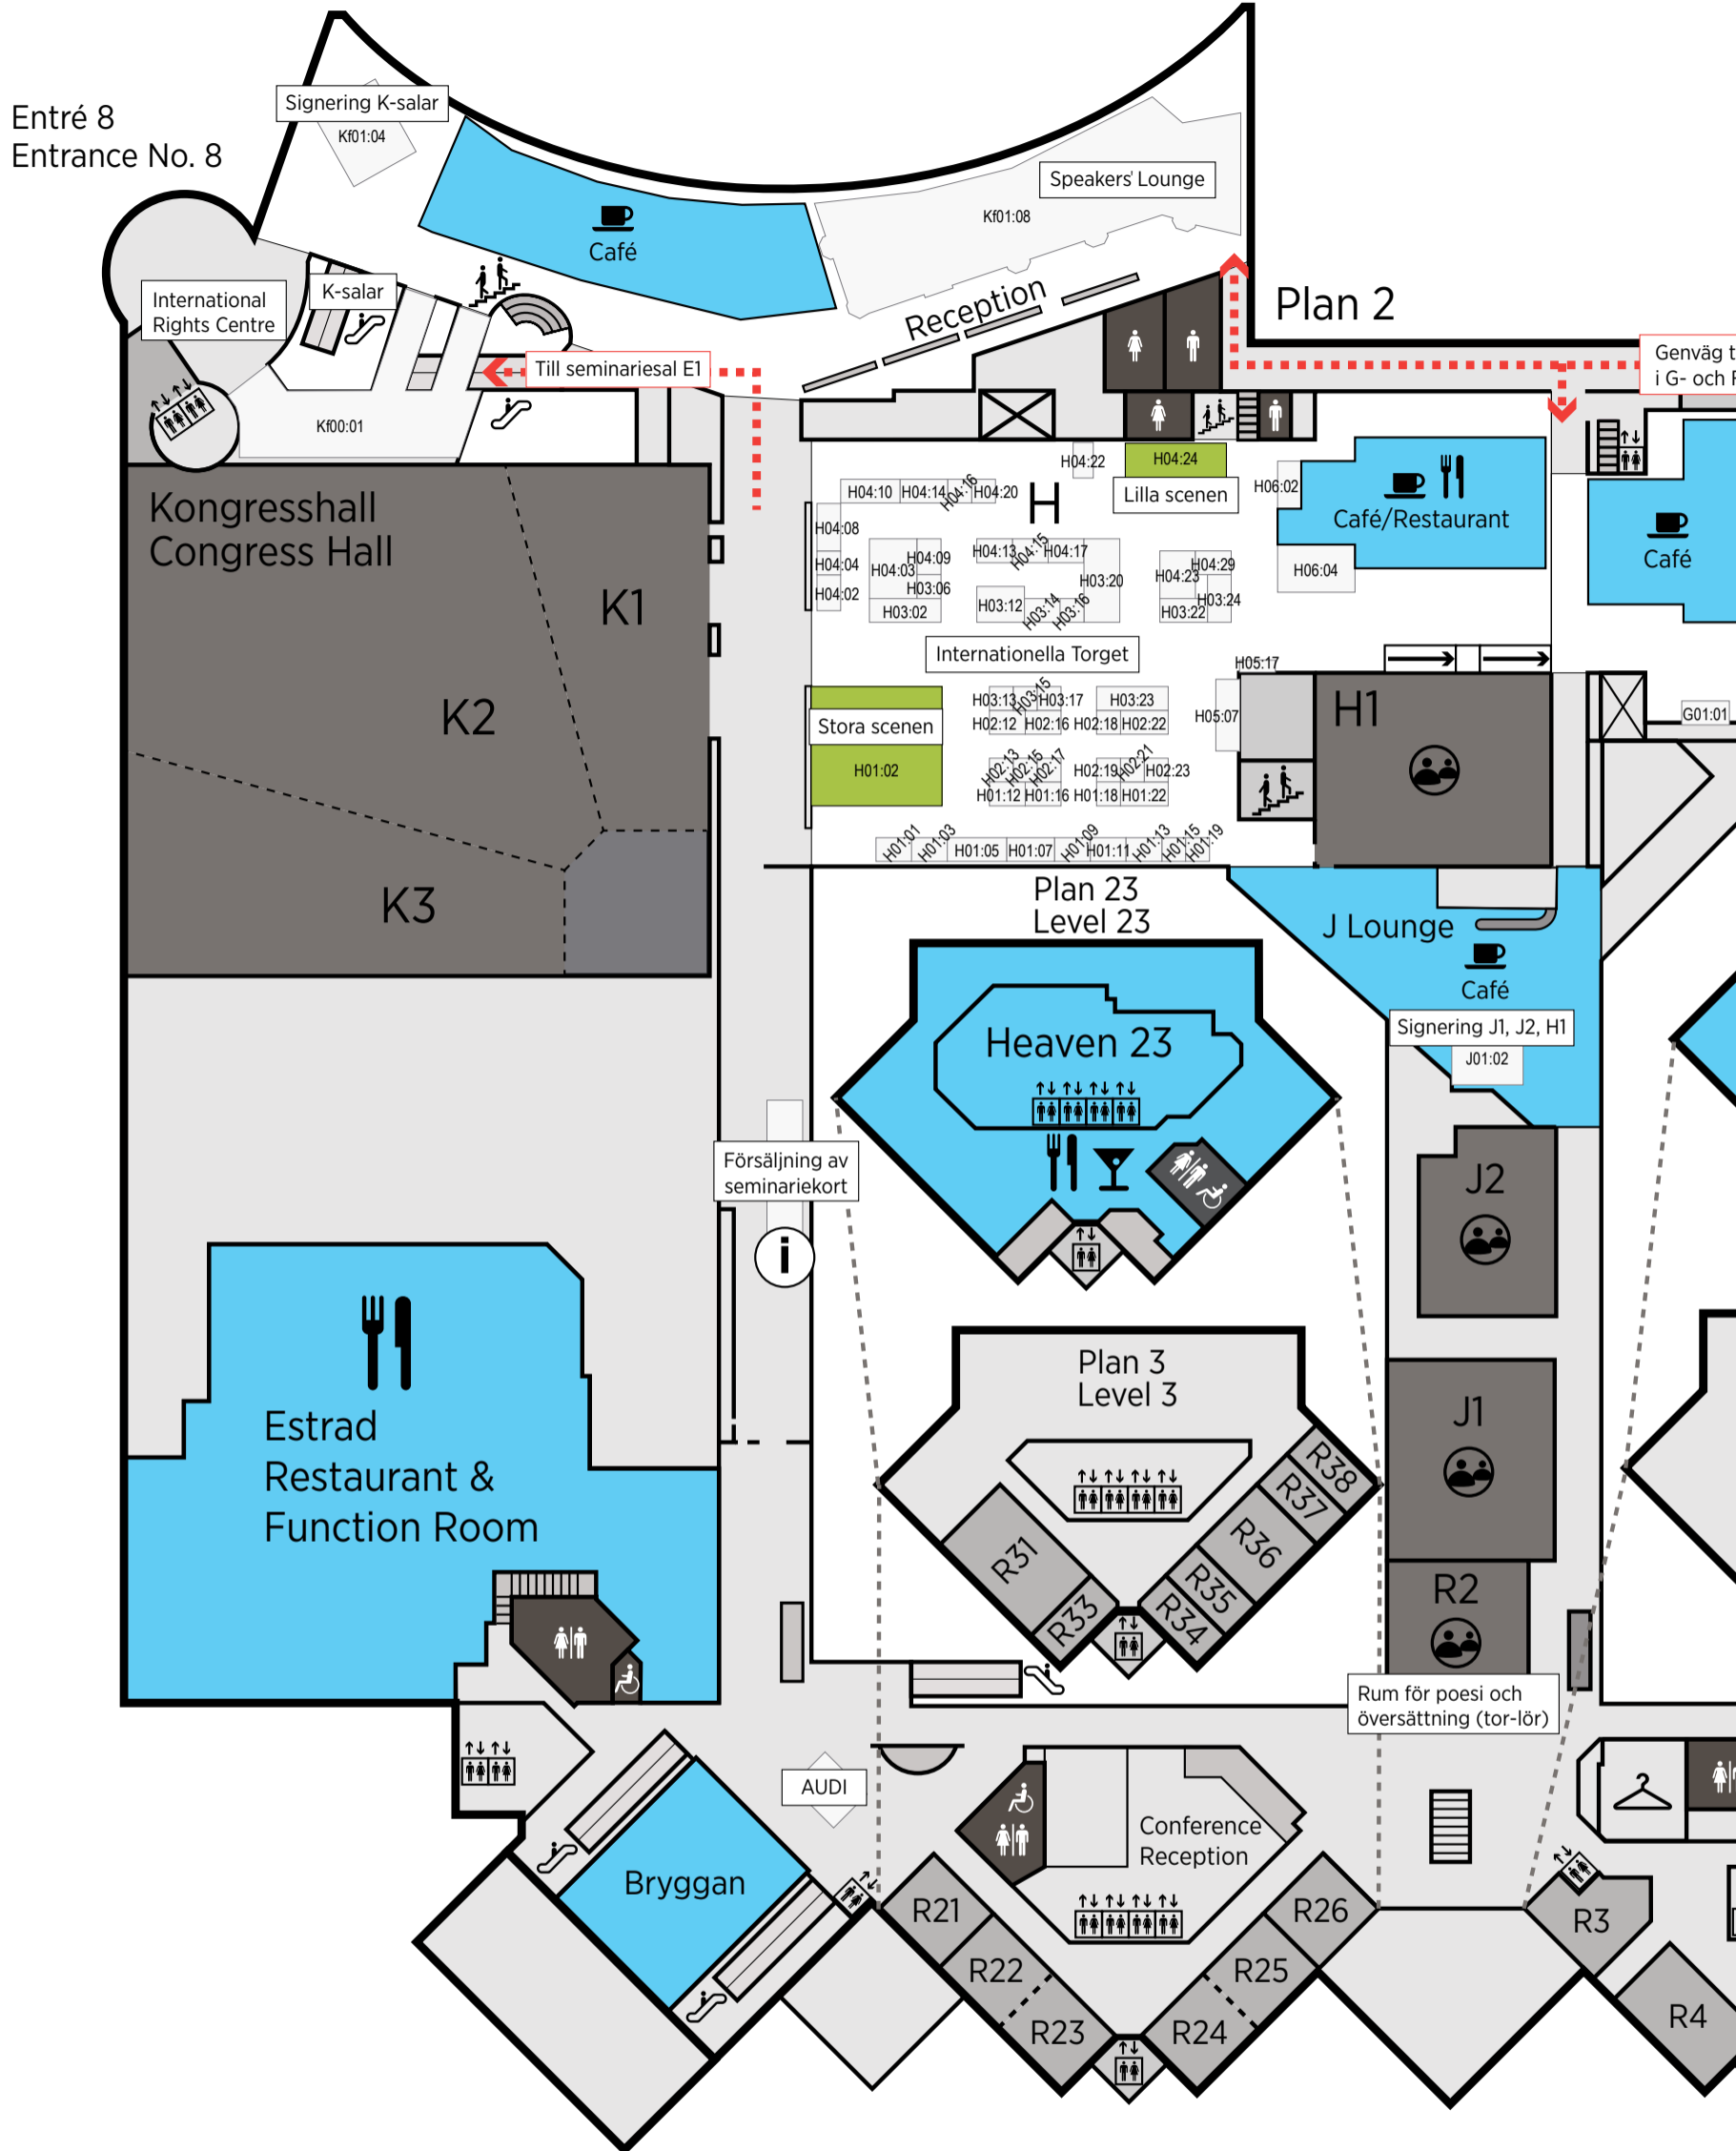 Entré 8
Entrance No. 8
Signering K-salar
Kf01:04
Café
Speakers' Lounge
Kf01:08
Reception
International
Rights Centre
K-salar
Till seminariesal E1
Kf00:01
Plan 2
Genväg t
i G- och
Kongresshall
Congress Hall
K1
K2
K3
H04:22
H04:24
Lilla scenen
H
H04:10
H04:14
H04:16
H04:20
H06:02
Café/Restaurant
H06:04
Café
H04:08
H04:04
H04:02
H04:03
H04:09
H03:06
H03:02
H04:13
H04:15
H04:17
H03:20
H03:12
H03:14
H03:16
H04:23
H04:29
H03:24
H03:22
Internationella Torget
H05:17
H05:07
H1
G01:01
Stora scenen
H01:02
H03:13
H03:15
H03:17
H03:23
H02:12
H02:16
H02:18
H02:22
H02:13
H02:15
H02:17
H02:19
H02:21
H02:23
H01:12
H01:16
H01:18
H01:22
H01:01
H01:03
H01:05
H01:07
H01:09
H01:11
H01:13
H01:15
H01:19
Plan 23
Level 23
J Lounge
Café
Signering J1, J2, H1
J01:02
Heaven 23
Försäljning av
seminariekort
i
J2
Plan 3
Level 3
J1
Estrad
Restaurant &
Function Room
R31
R33
R34
R35
R36
R37
R38
R2
Rum för poesi och
översättning (tor-lör)
AUDI
Conference
Reception
Bryggan
R21
R22
R23
R24
R25
R26
R3
R4